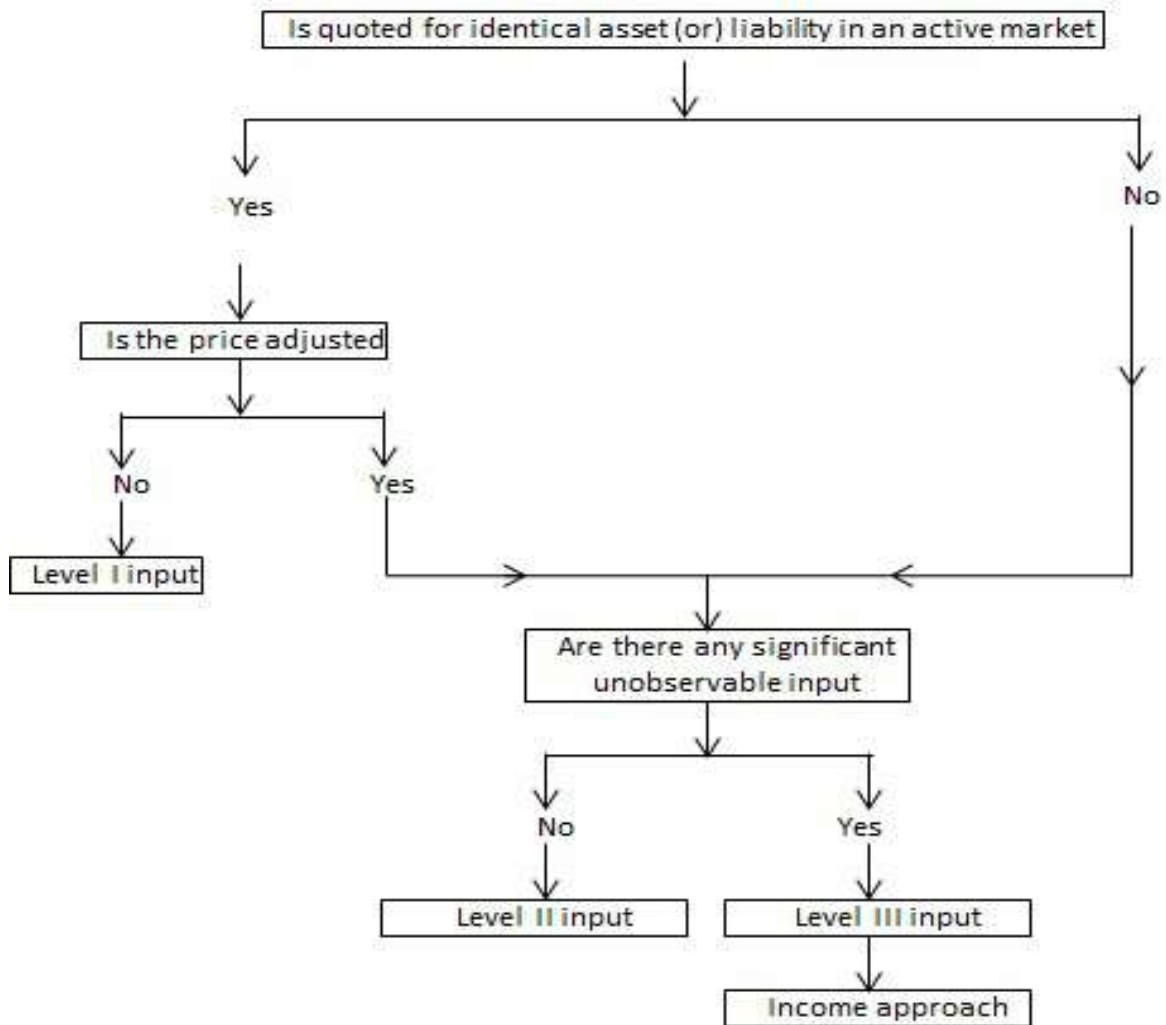 Is quoted for identical asset (or) liability in an active market
Yes
No
Is the price adjusted
No
Yes
Level I input
Are there any significant
unobservable input
No
Yes
Level II input
Level III input
Income approach